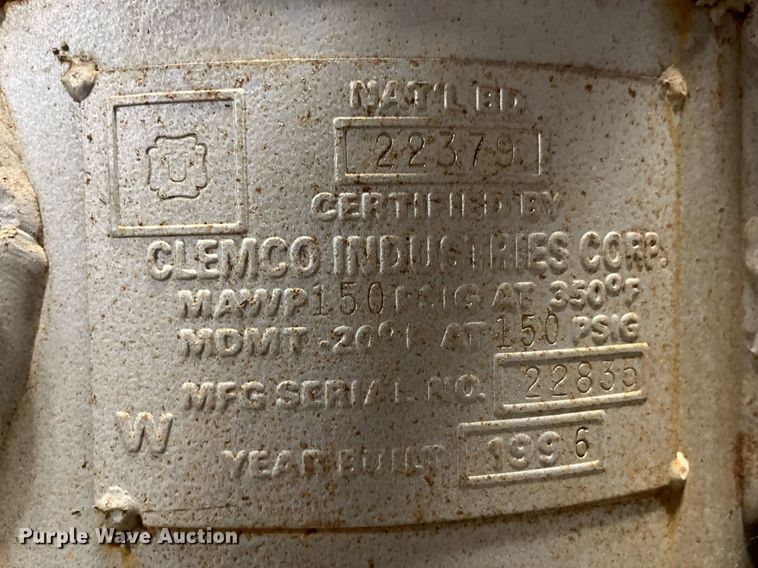 NAT'L BD.
U
22379
CERTIFIED BY
CLEMCO INDUSTRIES CORP.
MAWP 150 PSIG AT 350°F
MDMT -20°F AT 150 PSIG
MFG SERIAL NO. 22835
W
YEAR BUILT 1996
Purple Wave Auction